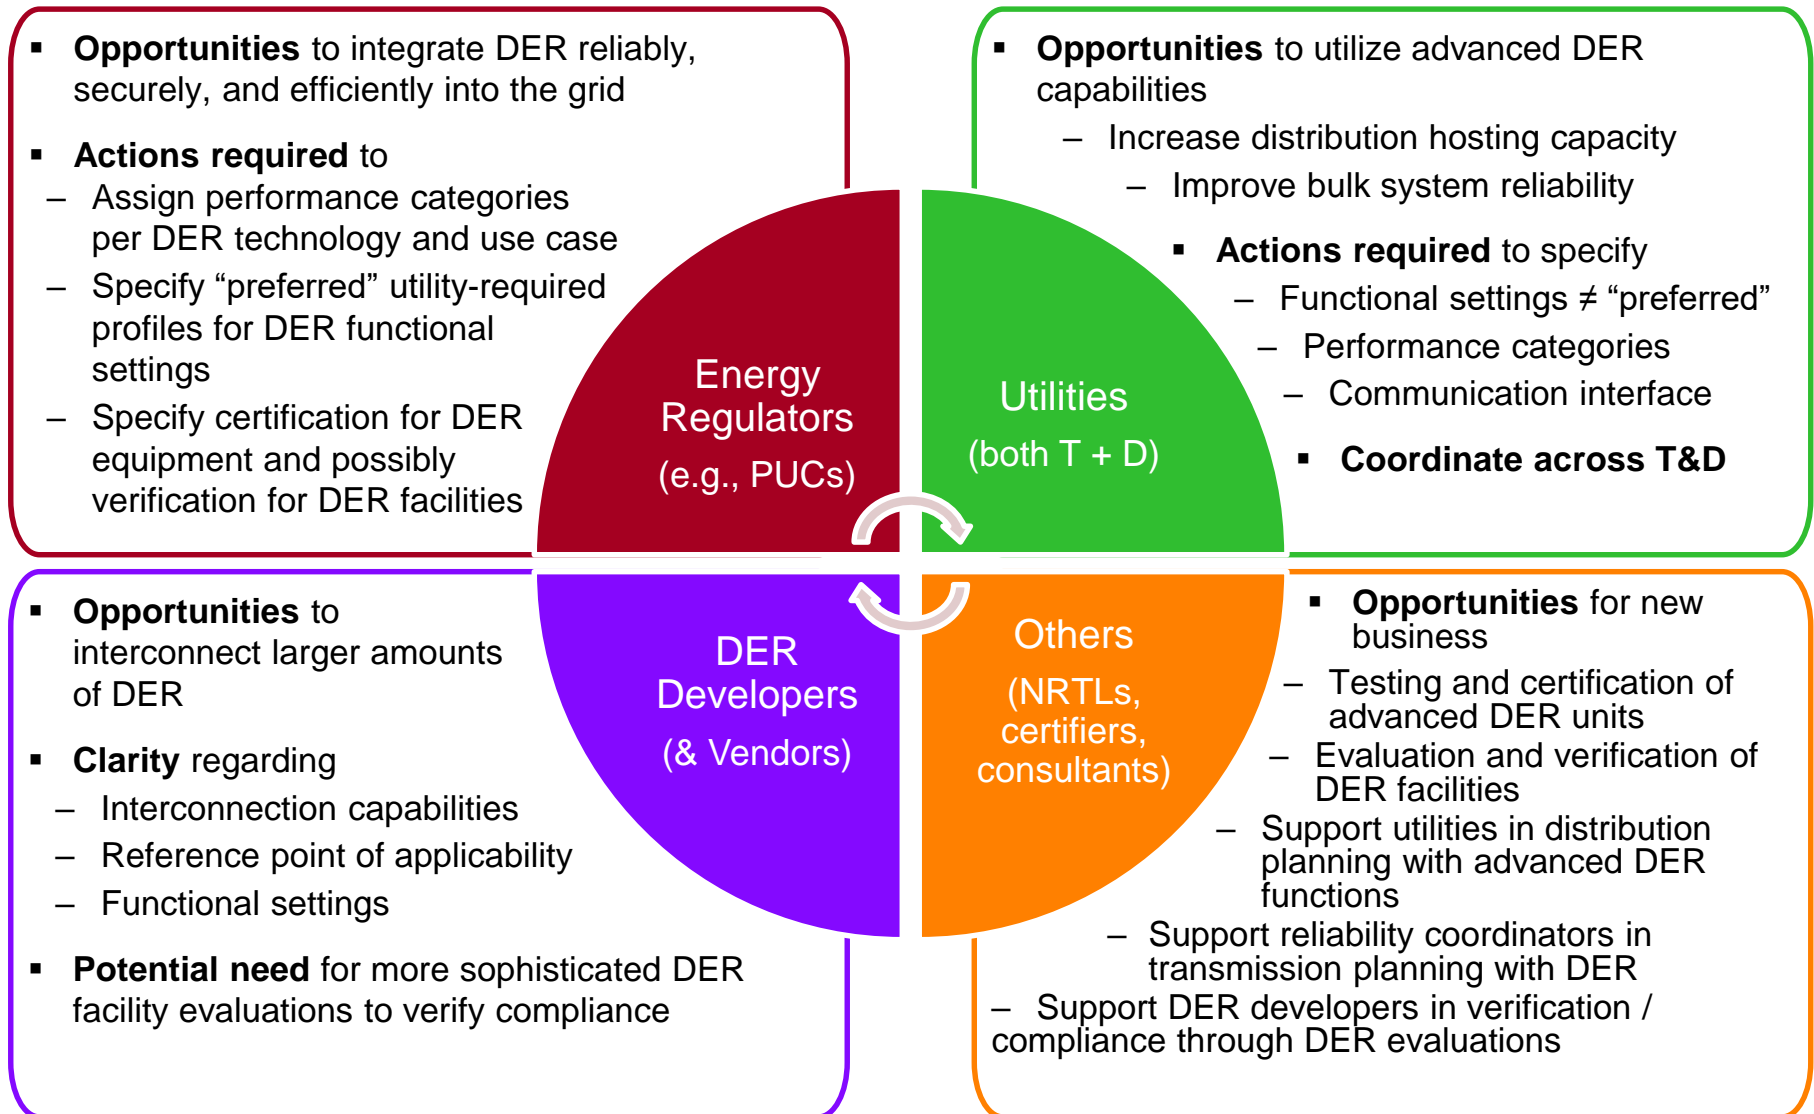 ▪ Opportunities to integrate DER reliably,
securely, and efficiently into the grid
▪ Actions required to
– Assign performance categories
per DER technology and use case
– Specify “preferred” utility-required
profiles for DER functional
settings
– Specify certification for DER
equipment and possibly
verification for DER facilities
Energy
Regulators
(e.g., PUCs)
▪ Opportunities to utilize advanced DER
capabilities
– Increase distribution hosting capacity
– Improve bulk system reliability
▪ Actions required to specify
– Functional settings ≠ “preferred”
– Performance categories
– Communication interface
▪ Coordinate across T&D
Utilities
(both T + D)
▪ Opportunities to
interconnect larger amounts
of DER
▪ Clarity regarding
– Interconnection capabilities
– Reference point of applicability
– Functional settings
▪ Potential need for more sophisticated DER
facility evaluations to verify compliance
DER
Developers
(& Vendors)
Others
(NRTLs,
certifiers,
consultants)
▪ Opportunities for new
business
– Testing and certification of
advanced DER units
– Evaluation and verification of
DER facilities
– Support utilities in distribution
planning with advanced DER
functions
– Support reliability coordinators in
transmission planning with DER
– Support DER developers in verification /
compliance through DER evaluations